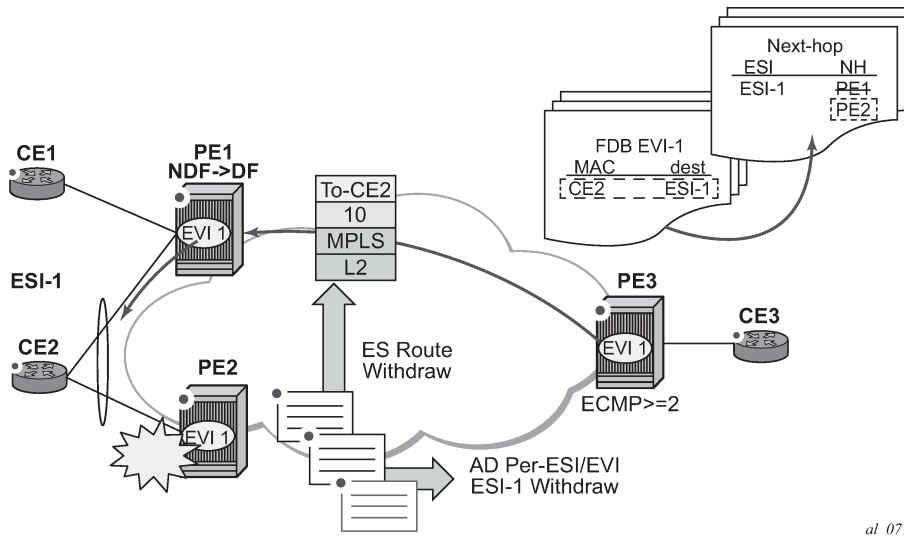 Next-hop
ESI NH
ESI-1 PE1
PE2
FDB EVI-1
MAC dest
CE2 ESI-1
CE1
PE1
NDF->DF
To-CE2
10
MPLS
L2
EVI 1
ESI-1
PE3
CE3
EVI 1
ECMP>=2
CE2
PE2
EVI 1
ES Route
Withdraw
AD Per-ESI/EVI
ESI-1 Withdraw